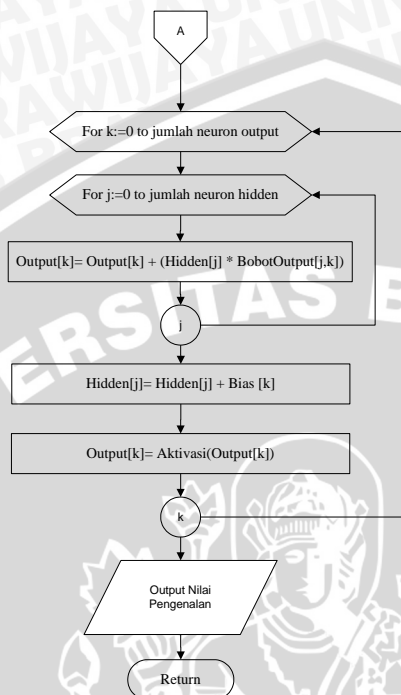 A
For k:=0 to jumlah neuron output
For j:=0 to jumlah neuron hidden
Output[k]= Output[k] + (Hidden[j] * BobotOutput[j,k])
j
Hidden[j]= Hidden[j] + Bias [k]
Output[k]= Aktivasi(Output[k])
k
Output Nilai
Pengenalan
Return